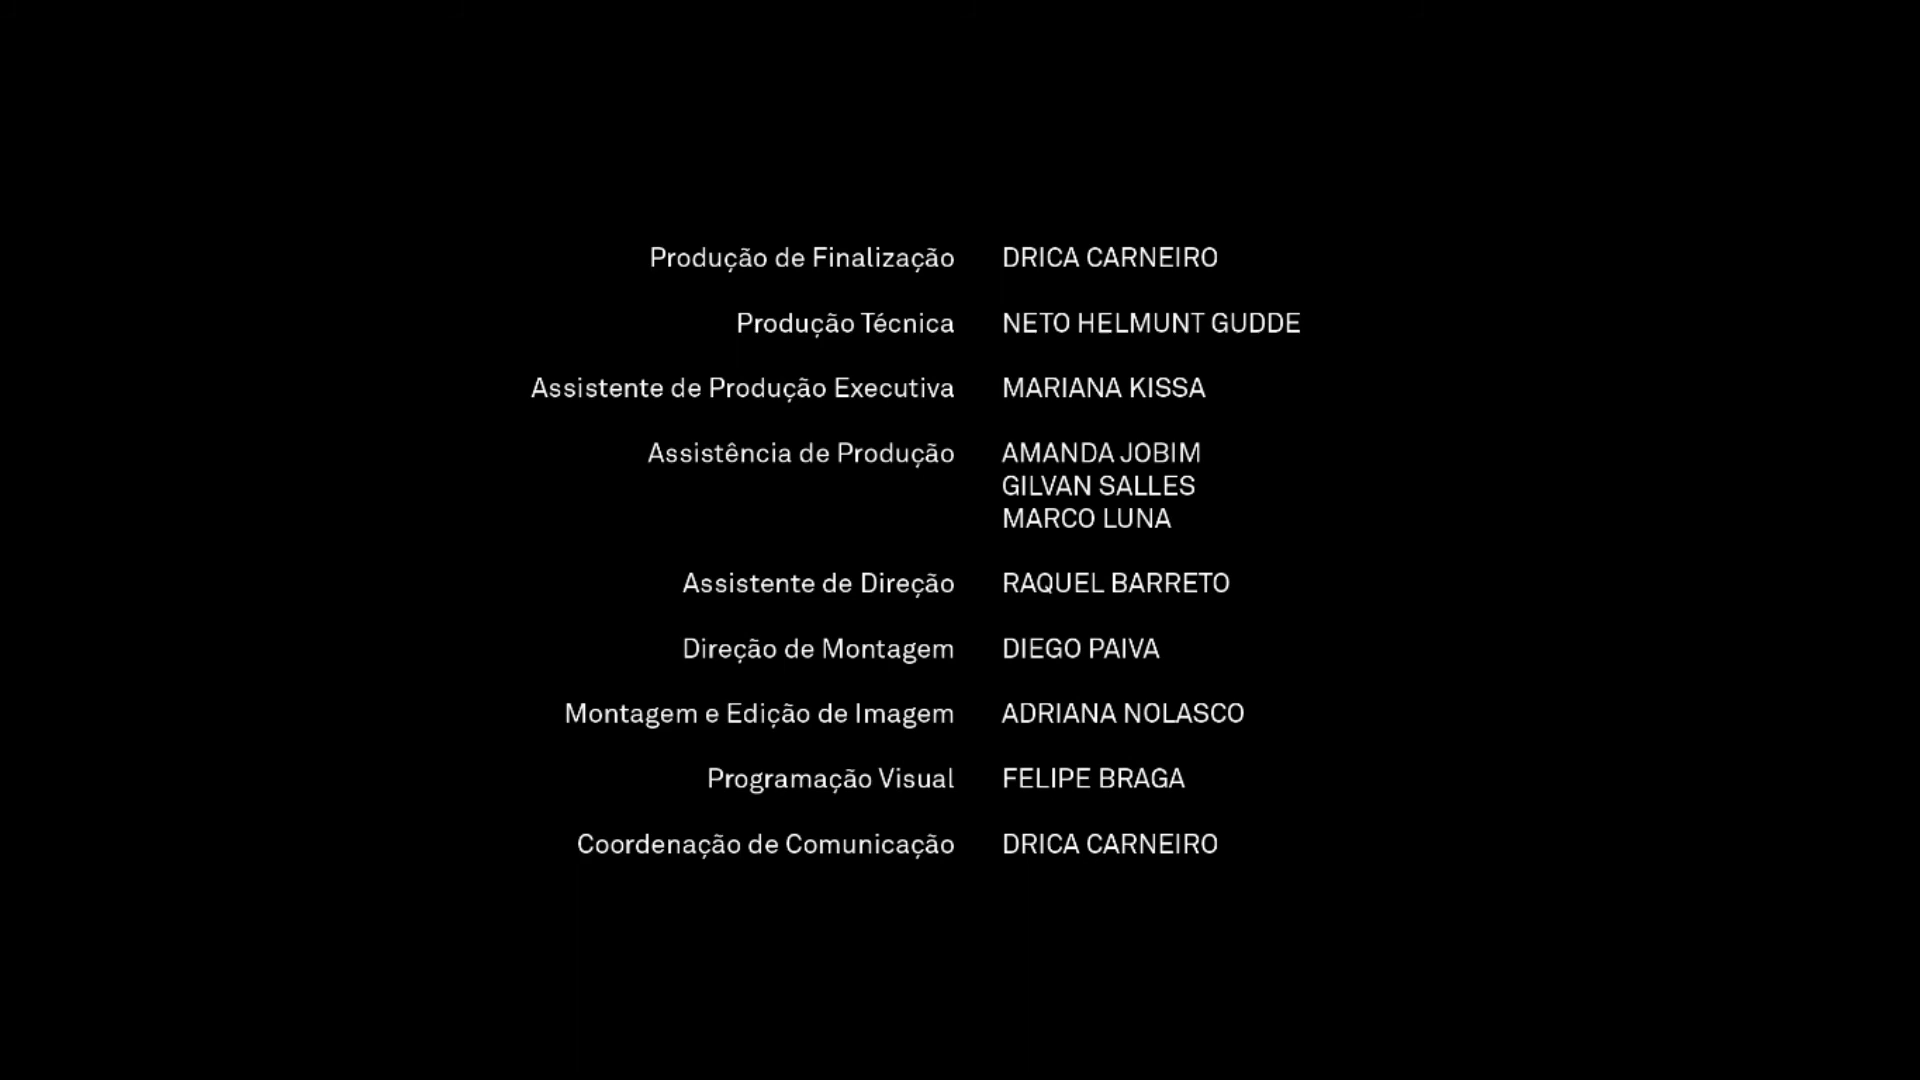 Produção de Finalização DRICA CARNEIRO
Produção Técnica NETO HELMUNT GUDDE
Assistente de Produção Executiva MARIANA KISSA
Assistência de Produção AMANDA JOBIM
GILVAN SALLES
MARCO LUNA
Assistente de Direção RAQUEL BARRETO
Direção de Montagem DIEGO PAIVA
Montagem e Edição de Imagem ADRIANA NOLASCO
Programação Visual FELIPE BRAGA
Coordenação de Comunicação DRICA CARNEIRO